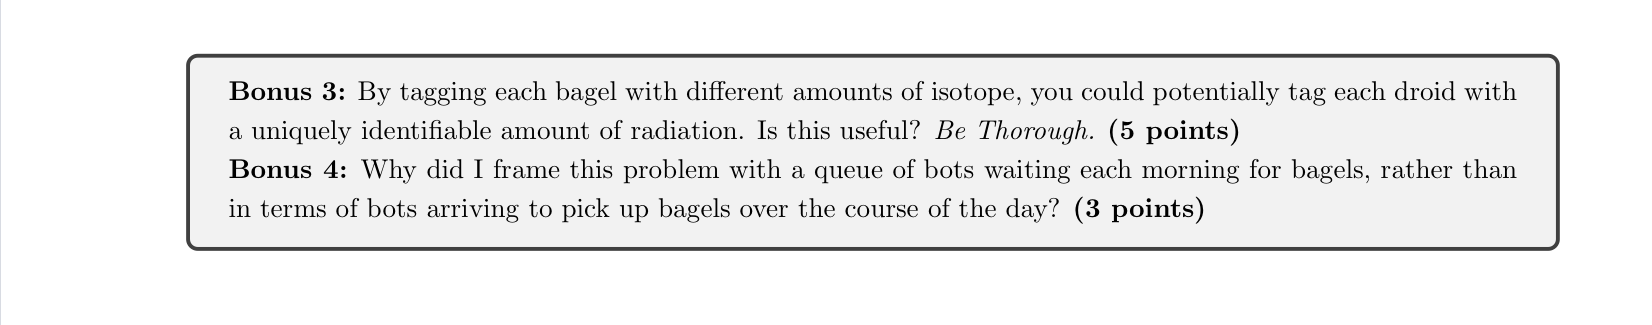 Bonus 3: By tagging each bagel with different amounts of isotope, you could potentially tag each droid with
a uniquely identifiable amount of radiation. Is this useful? Be Thorough. (5 points)
Bonus 4: Why did I frame this problem with a queue of bots waiting each morning for bagels, rather than
in terms of bots arriving to pick up bagels over the course of the day? (3 points)